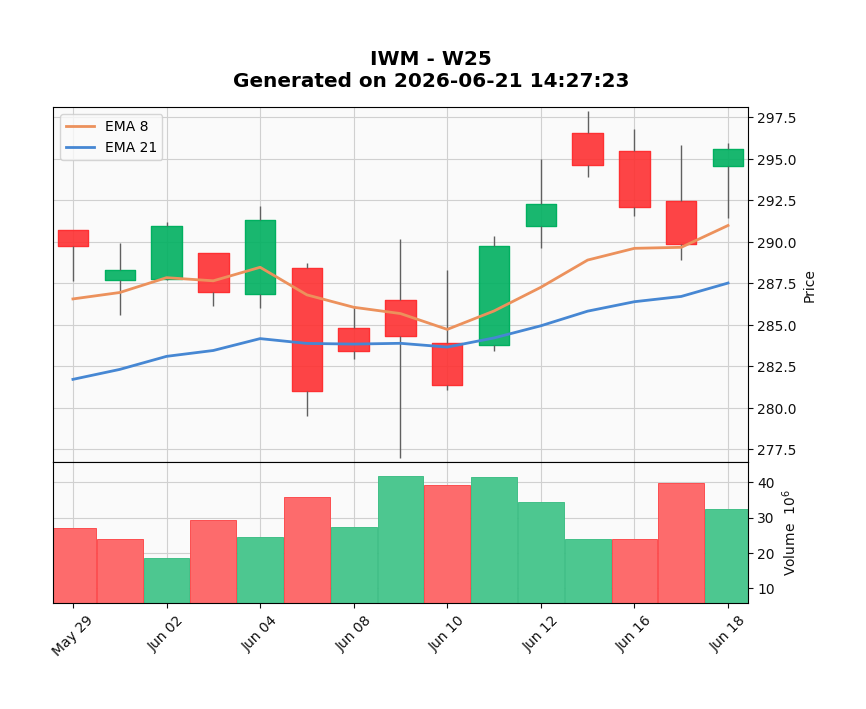 IWM - W25
Generated on 2026-06-21 14:27:23
EMA 8
EMA 21
297.5
295.0
292.5
290.0
287.5
285.0
282.5
280.0
277.5
Price
40
30
20
10
Volume 10⁶
May 29
Jun 02
Jun 04
Jun 08
Jun 10
Jun 12
Jun 16
Jun 18